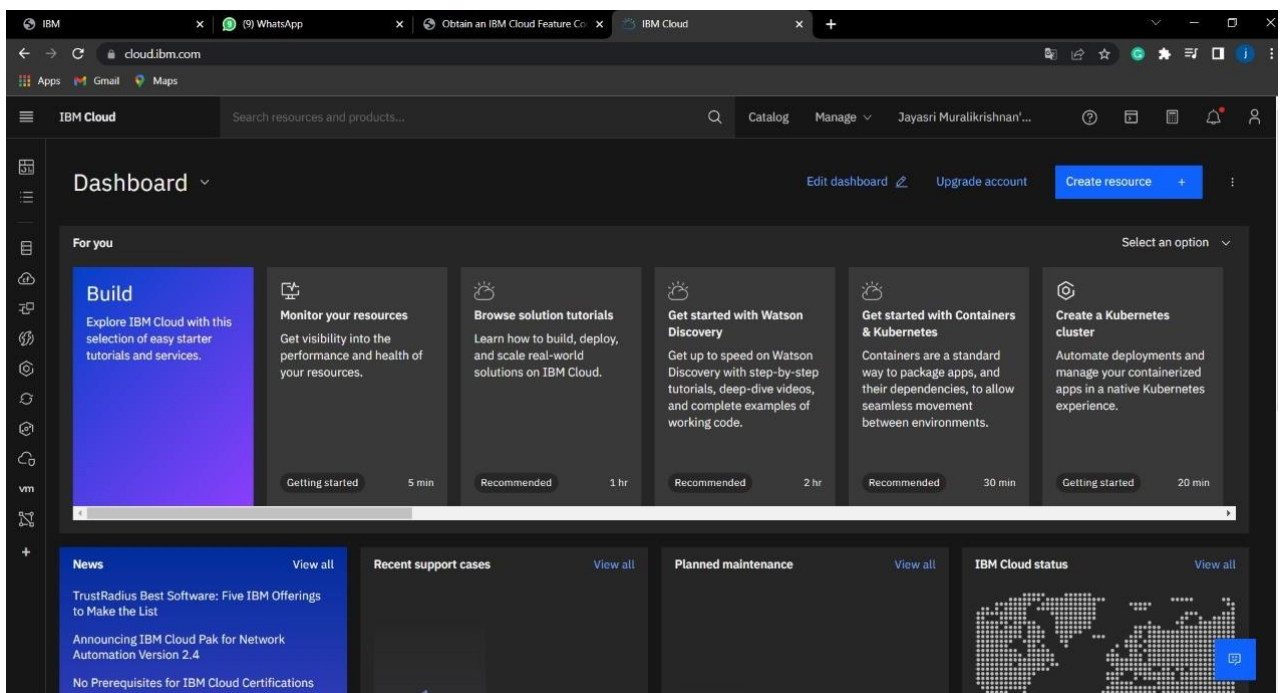 IBM
(9) WhatsApp
Obtain an IBM Cloud Feature Co
IBM Cloud
cloud.ibm.com
j
Apps
Gmail
Maps
IBM Cloud
Search resources and products...
Catalog
Manage
Jayasri Muralikrishnan'...
Dashboard
Edit dashboard
Upgrade account
Create resource +
For you
Select an option
Build
Explore IBM Cloud with this
selection of easy starter
tutorials and services.
Monitor your resources
Get visibility into the
performance and health of
your resources.
Getting started
5 min
Browse solution tutorials
Learn how to build, deploy,
and scale real-world
solutions on IBM Cloud.
Recommended
1 hr
Get started with Watson
Discovery
Get up to speed on Watson
Discovery with step-by-step
tutorials, deep-dive videos,
and complete examples of
working code.
Recommended
2 hr
Get started with Containers
& Kubernetes
Containers are a standard
way to package apps, and
their dependencies, to allow
seamless movement
between environments.
Recommended
30 min
Create a Kubernetes
cluster
Automate deployments and
manage your containerized
apps in a native Kubernetes
experience.
Getting started
20 min
vm
News
View all
TrustRadius Best Software: Five IBM Offerings
to Make the List
Announcing IBM Cloud Pak for Network
Automation Version 2.4
No Prerequisites for IBM Cloud Certifications
Recent support cases
View all
Planned maintenance
View all
IBM Cloud status
View all